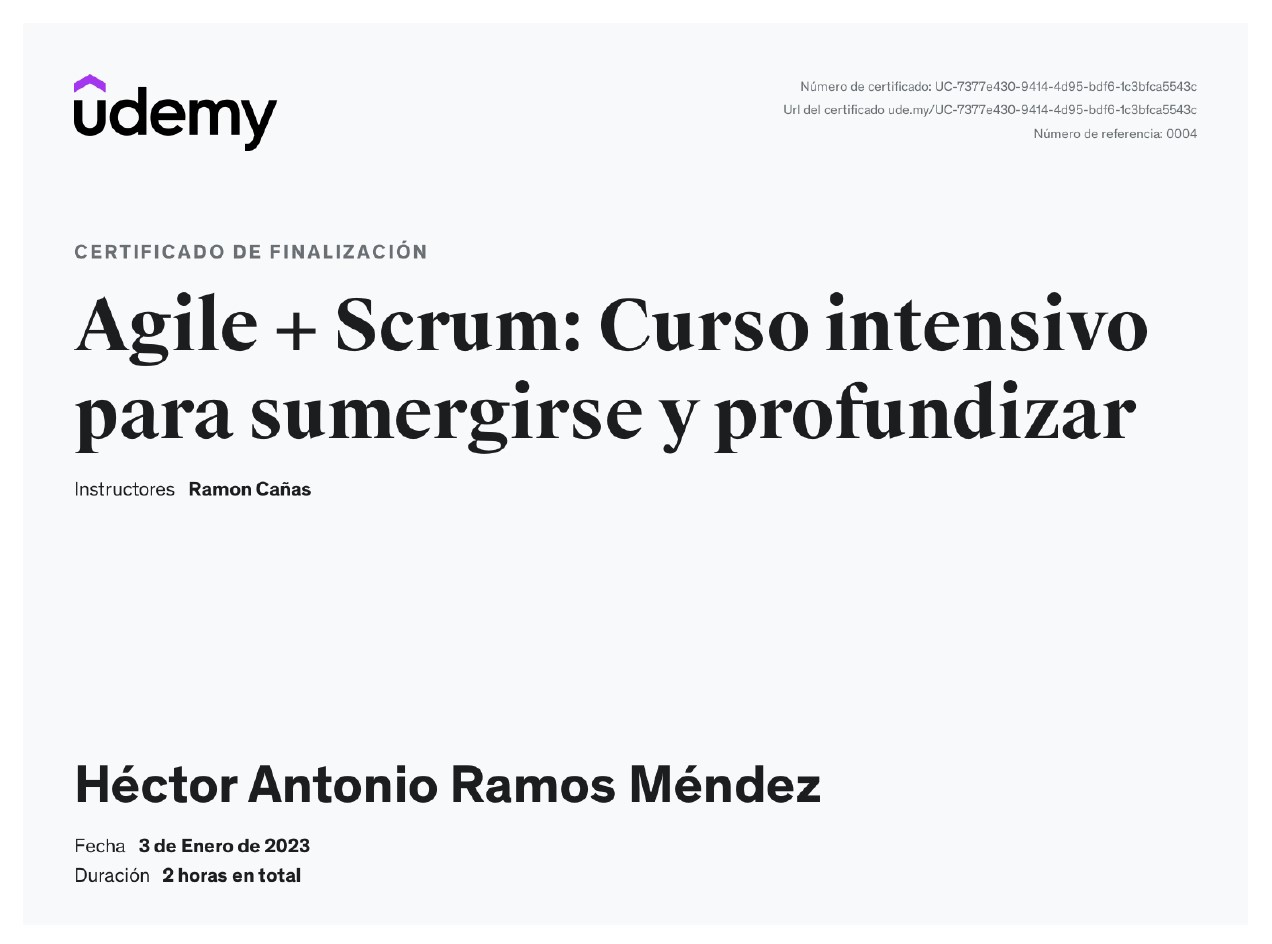 udemy
Número de certificado: UC-7377e430-9414-4d95-bdf6-1c3bfca5543c
Url del certificado ude.my/UC-7377e430-9414-4d95-bdf6-1c3bfca5543c
Número de referencia: 0004
CERTIFICADO DE FINALIZACIÓN
Agile + Scrum: Curso intensivo
para sumergirse y profundizar
Instructores Ramon Cañas
Héctor Antonio Ramos Méndez
Fecha 3 de Enero de 2023
Duración 2 horas en total